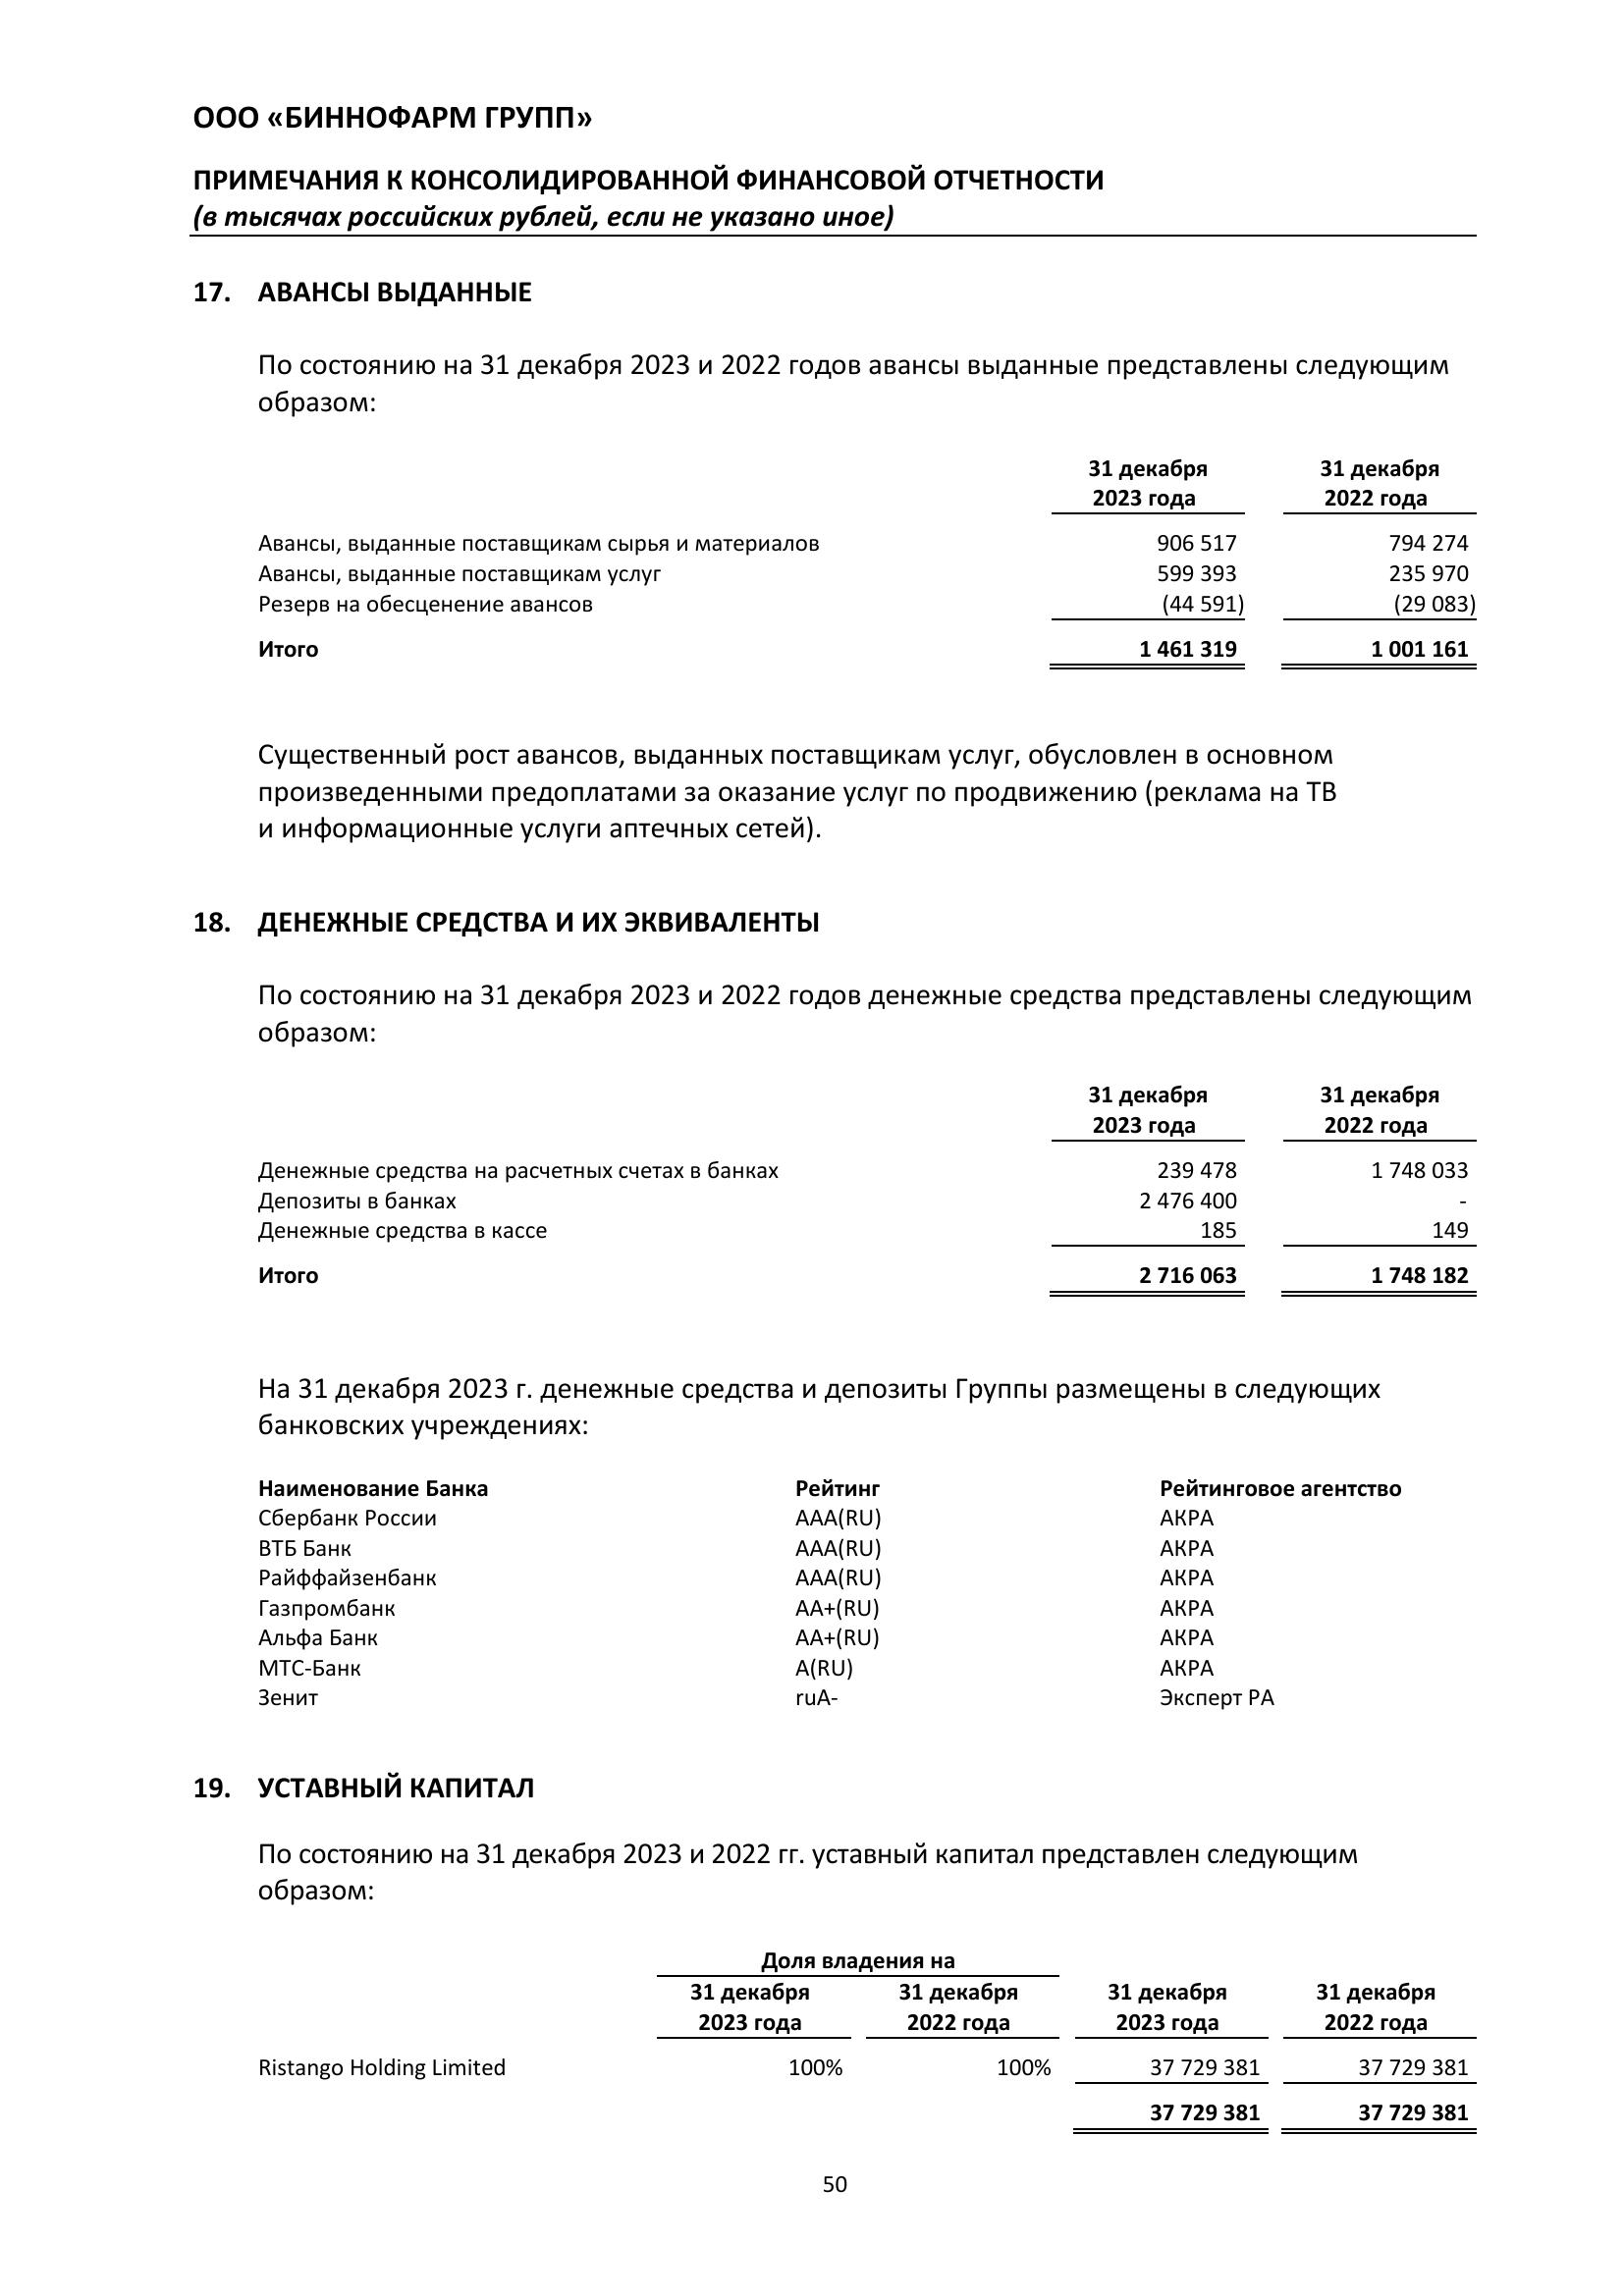 ООО «БИННОФАРМ ГРУПП»
ПРИМЕЧАНИЯ К КОНСОЛИДИРОВАННОЙ ФИНАНСОВОЙ ОТЧЕТНОСТИ
(в тысячах российских рублей, если не указано иное)
17. АВАНСЫ ВЫДАННЫЕ
По состоянию на 31 декабря 2023 и 2022 годов авансы выданные представлены следующим
образом:
31 декабря 31 декабря
2023 года 2022 года
Авансы, выданные поставщикам сырья и материалов 906 517 794 274
Авансы, выданные поставщикам услуг 599 393 235 970
Резерв на обесценение авансов (44 591) (29 083)
Итого 1 461 319 1 001 161
Существенный рост авансов, выданных поставщикам услуг, обусловлен в основном
произведенными предоплатами за оказание услуг по продвижению (реклама на ТВ
и информационные услуги аптечных сетей).
18. ДЕНЕЖНЫЕ СРЕДСТВА И ИХ ЭКВИВАЛЕНТЫ
По состоянию на 31 декабря 2023 и 2022 годов денежные средства представлены следующим
образом:
31 декабря 31 декабря
2023 года 2022 года
Денежные средства на расчетных счетах в банках 239 478 1 748 033
Депозиты в банках 2 476 400 -
Денежные средства в кассе 185 149
Итого 2 716 063 1 748 182
На 31 декабря 2023 г. денежные средства и депозиты Группы размещены в следующих
банковских учреждениях:
Наименование Банка Рейтинг Рейтинговое агентство
Сбербанк России AAA(RU) АКРА
ВТБ Банк AAA(RU) АКРА
Райффайзенбанк AAA(RU) АКРА
Газпромбанк AA+(RU) АКРА
Альфа Банк AA+(RU) АКРА
МТС-Банк A(RU) АКРА
Зенит ruA- Эксперт РА
19. УСТАВНЫЙ КАПИТАЛ
По состоянию на 31 декабря 2023 и 2022 гг. уставный капитал представлен следующим
образом:
Доля владения на
31 декабря 31 декабря 31 декабря 31 декабря
2023 года 2022 года 2023 года 2022 года
Ristango Holding Limited 100% 100% 37 729 381 37 729 381
37 729 381 37 729 381
50